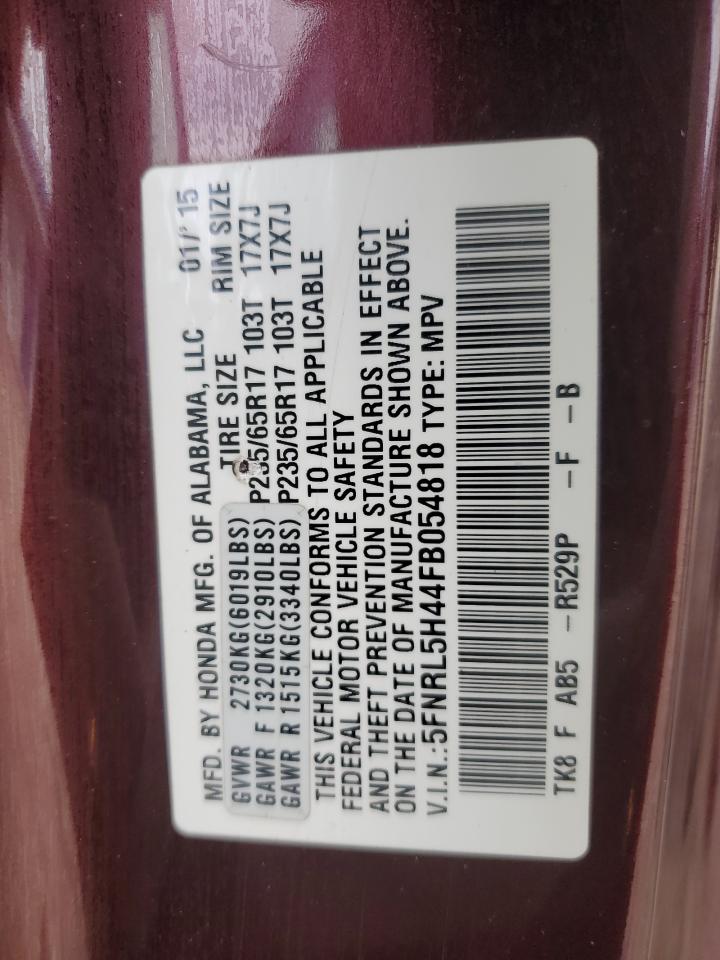 MFD. BY HONDA MFG. OF ALABAMA, LLC 01/'15
TIRE SIZE RIM SIZE
GVWR 2730KG(6019LBS)
GAWR F 1320KG(2910LBS) P235/65R17 103T 17X7J
GAWR R 1515KG(3340LBS) P235/65R17 103T 17X7J
THIS VEHICLE CONFORMS TO ALL APPLICABLE
FEDERAL MOTOR VEHICLE SAFETY
AND THEFT PREVENTION STANDARDS IN EFFECT
ON THE DATE OF MANUFACTURE SHOWN ABOVE.
V.I.N.:5FNRL5H44FB054818 TYPE: MPV
TK8 F AB5 –R529P –F –B